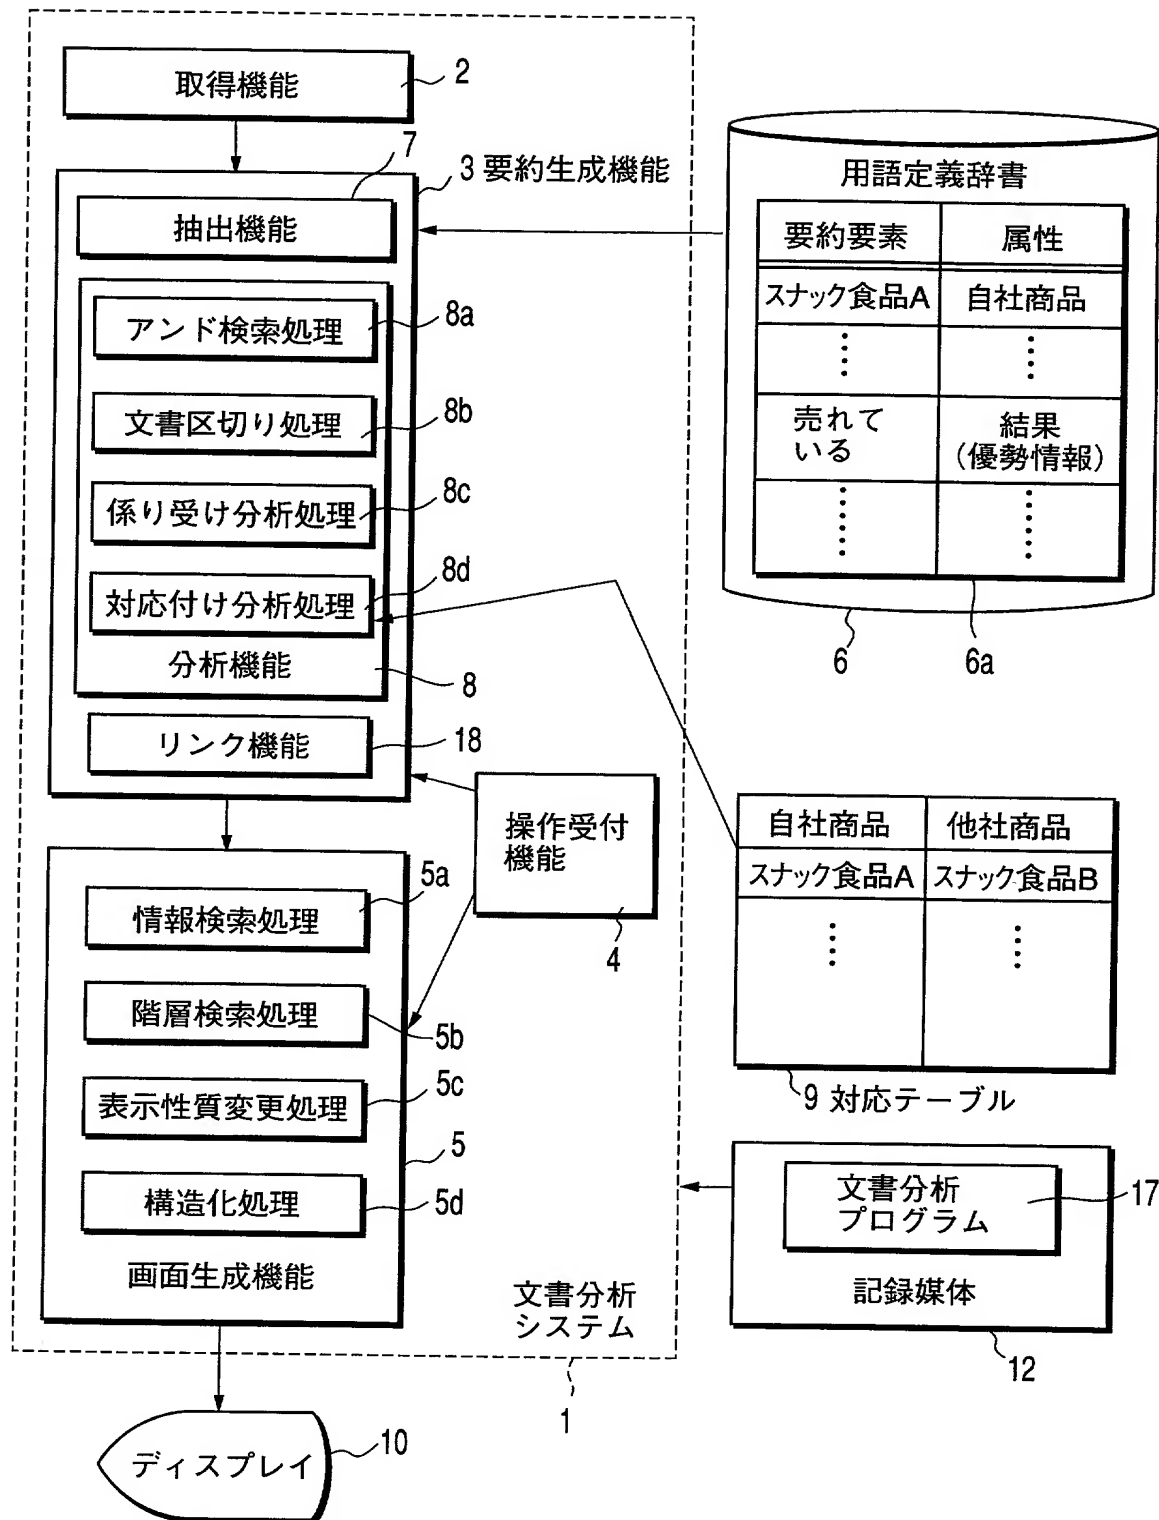 取得機能
2
7
3 要約生成機能
抽出機能
アンド検索処理
8a
文書区切り処理
8b
係り受け分析処理
8c
対応付け分析処理
8d
分析機能
8
リンク機能
18
操作受付
機能
4
情報検索処理
5a
階層検索処理
5b
表示性質変更処理
5c
5
構造化処理
5d
画面生成機能
文書分析
システム
1
ディスプレイ
10
用語定義辞書
要約要素 属性
スナック食品A 自社商品
売れて
いる
結果
(優勢情報)
6
6a
自社商品 他社商品
スナック食品A スナック食品B
9 対応テーブル
文書分析
プログラム
17
記録媒体
12